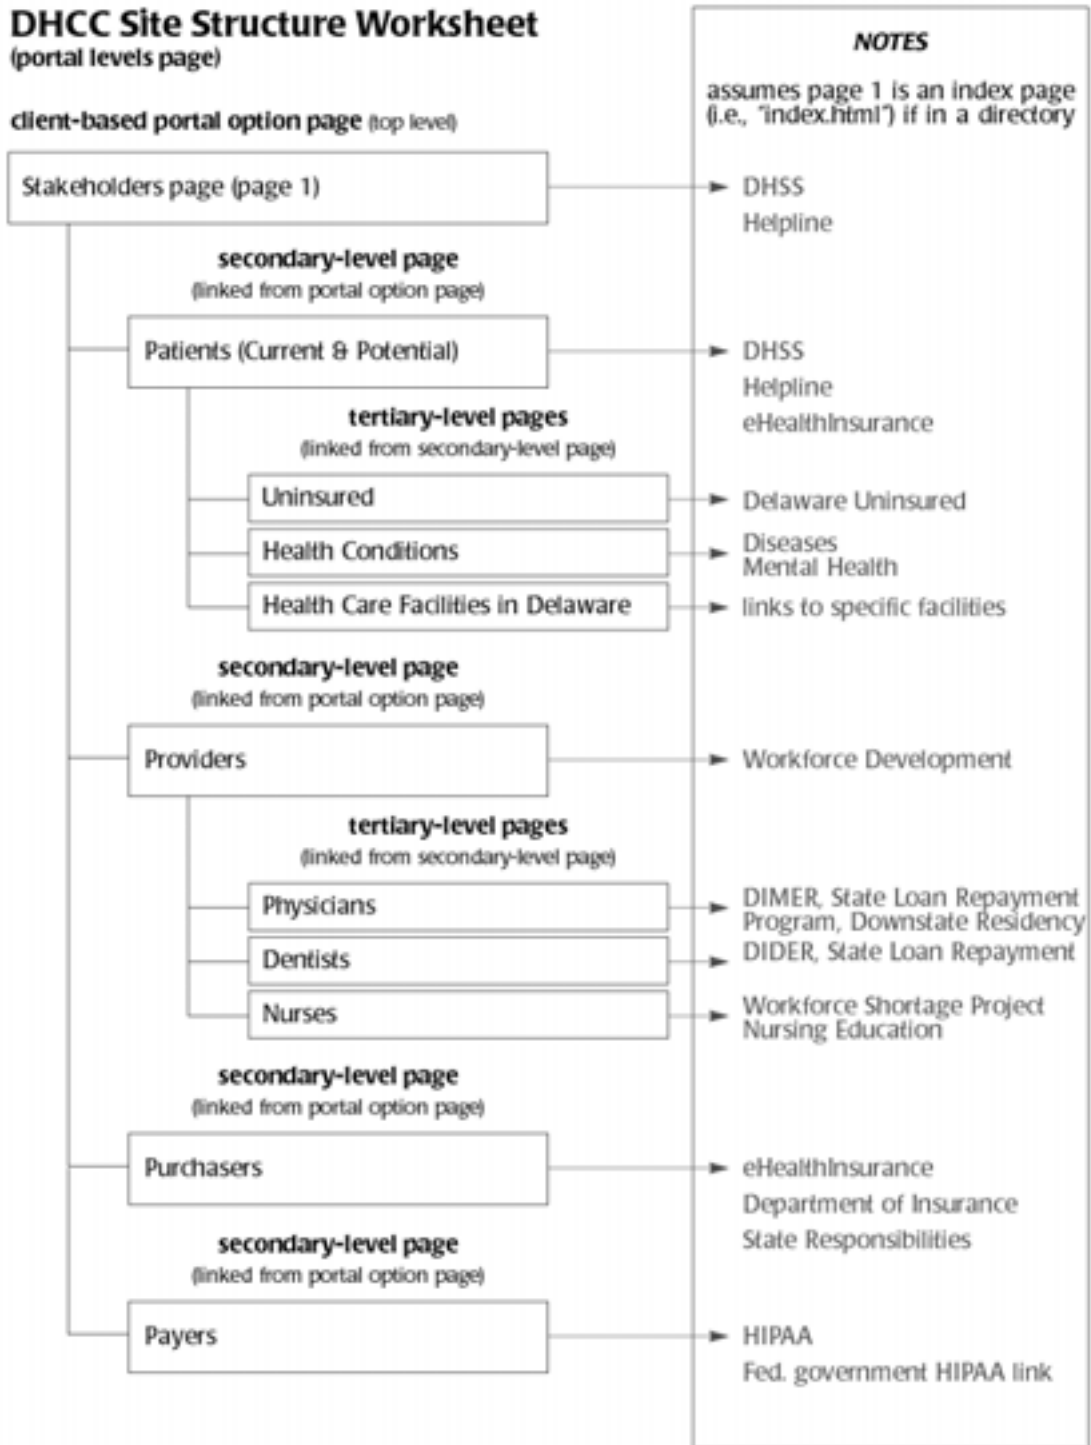 DHCC Site Structure Worksheet
(portal levels page)
NOTES
assumes page 1 is an index page
(i.e., "index.html") if in a directory
client-based portal option page (top level)
Stakeholders page (page 1)
DHSS
Helpline
secondary-level page
(linked from portal option page)
Patients (Current & Potential)
DHSS
Helpline
eHealthInsurance
tertiary-level pages
(linked from secondary-level page)
Uninsured
Delaware Uninsured
Health Conditions
Diseases
Mental Health
Health Care Facilities in Delaware
links to specific facilities
secondary-level page
(linked from portal option page)
Providers
Workforce Development
tertiary-level pages
(linked from secondary-level page)
Physicians
DIMER, State Loan Repayment
Program, Downstate Residency
Dentists
DIDER, State Loan Repayment
Nurses
Workforce Shortage Project
Nursing Education
secondary-level page
(linked from portal option page)
Purchasers
eHealthInsurance
Department of Insurance
State Responsibilities
secondary-level page
(linked from portal option page)
Payers
HIPAA
Fed. government HIPAA link